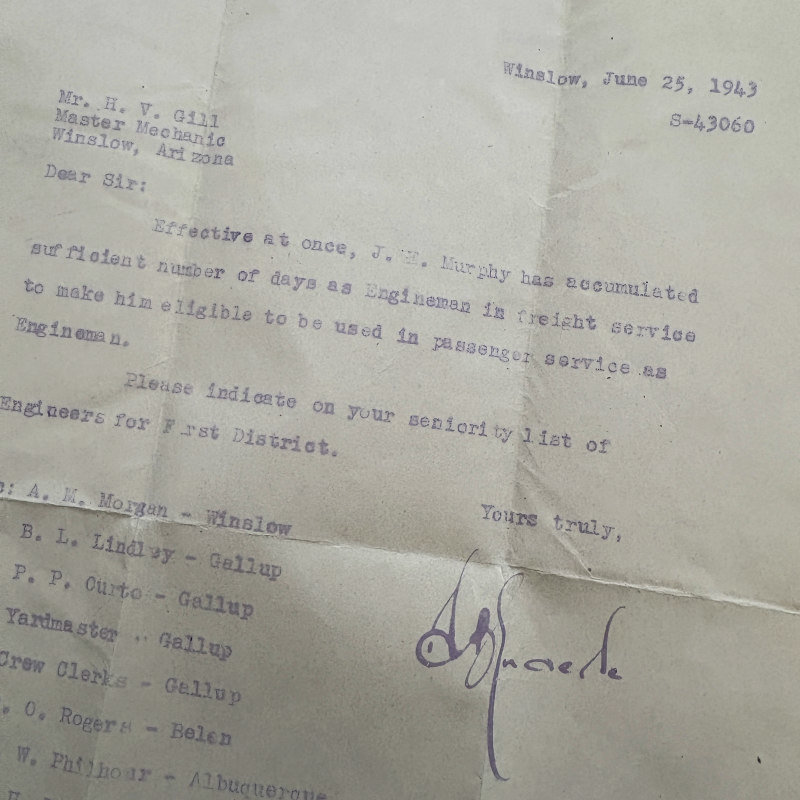 Winslow, June 25, 1943
S-43060
Mr. H. V. Gill
Master Mechanic
Winslow, Arizona
Dear Sir:
Effective at once, J. H. Murphy has accumulated
sufficient number of days as Engineman in freight service
to make him eligible to be used in passenger service as
Engineman.
Please indicate on your seniority list of
Engineers for First District.
Yours truly,
c: A. M. Morgan - Winslow
B. L. Lindley - Gallup
P. P. Curto - Gallup
Yardmaster - Gallup
Crew Clerks - Gallup
. O. Rogers - Belen
W. Philhour - Albuquerque